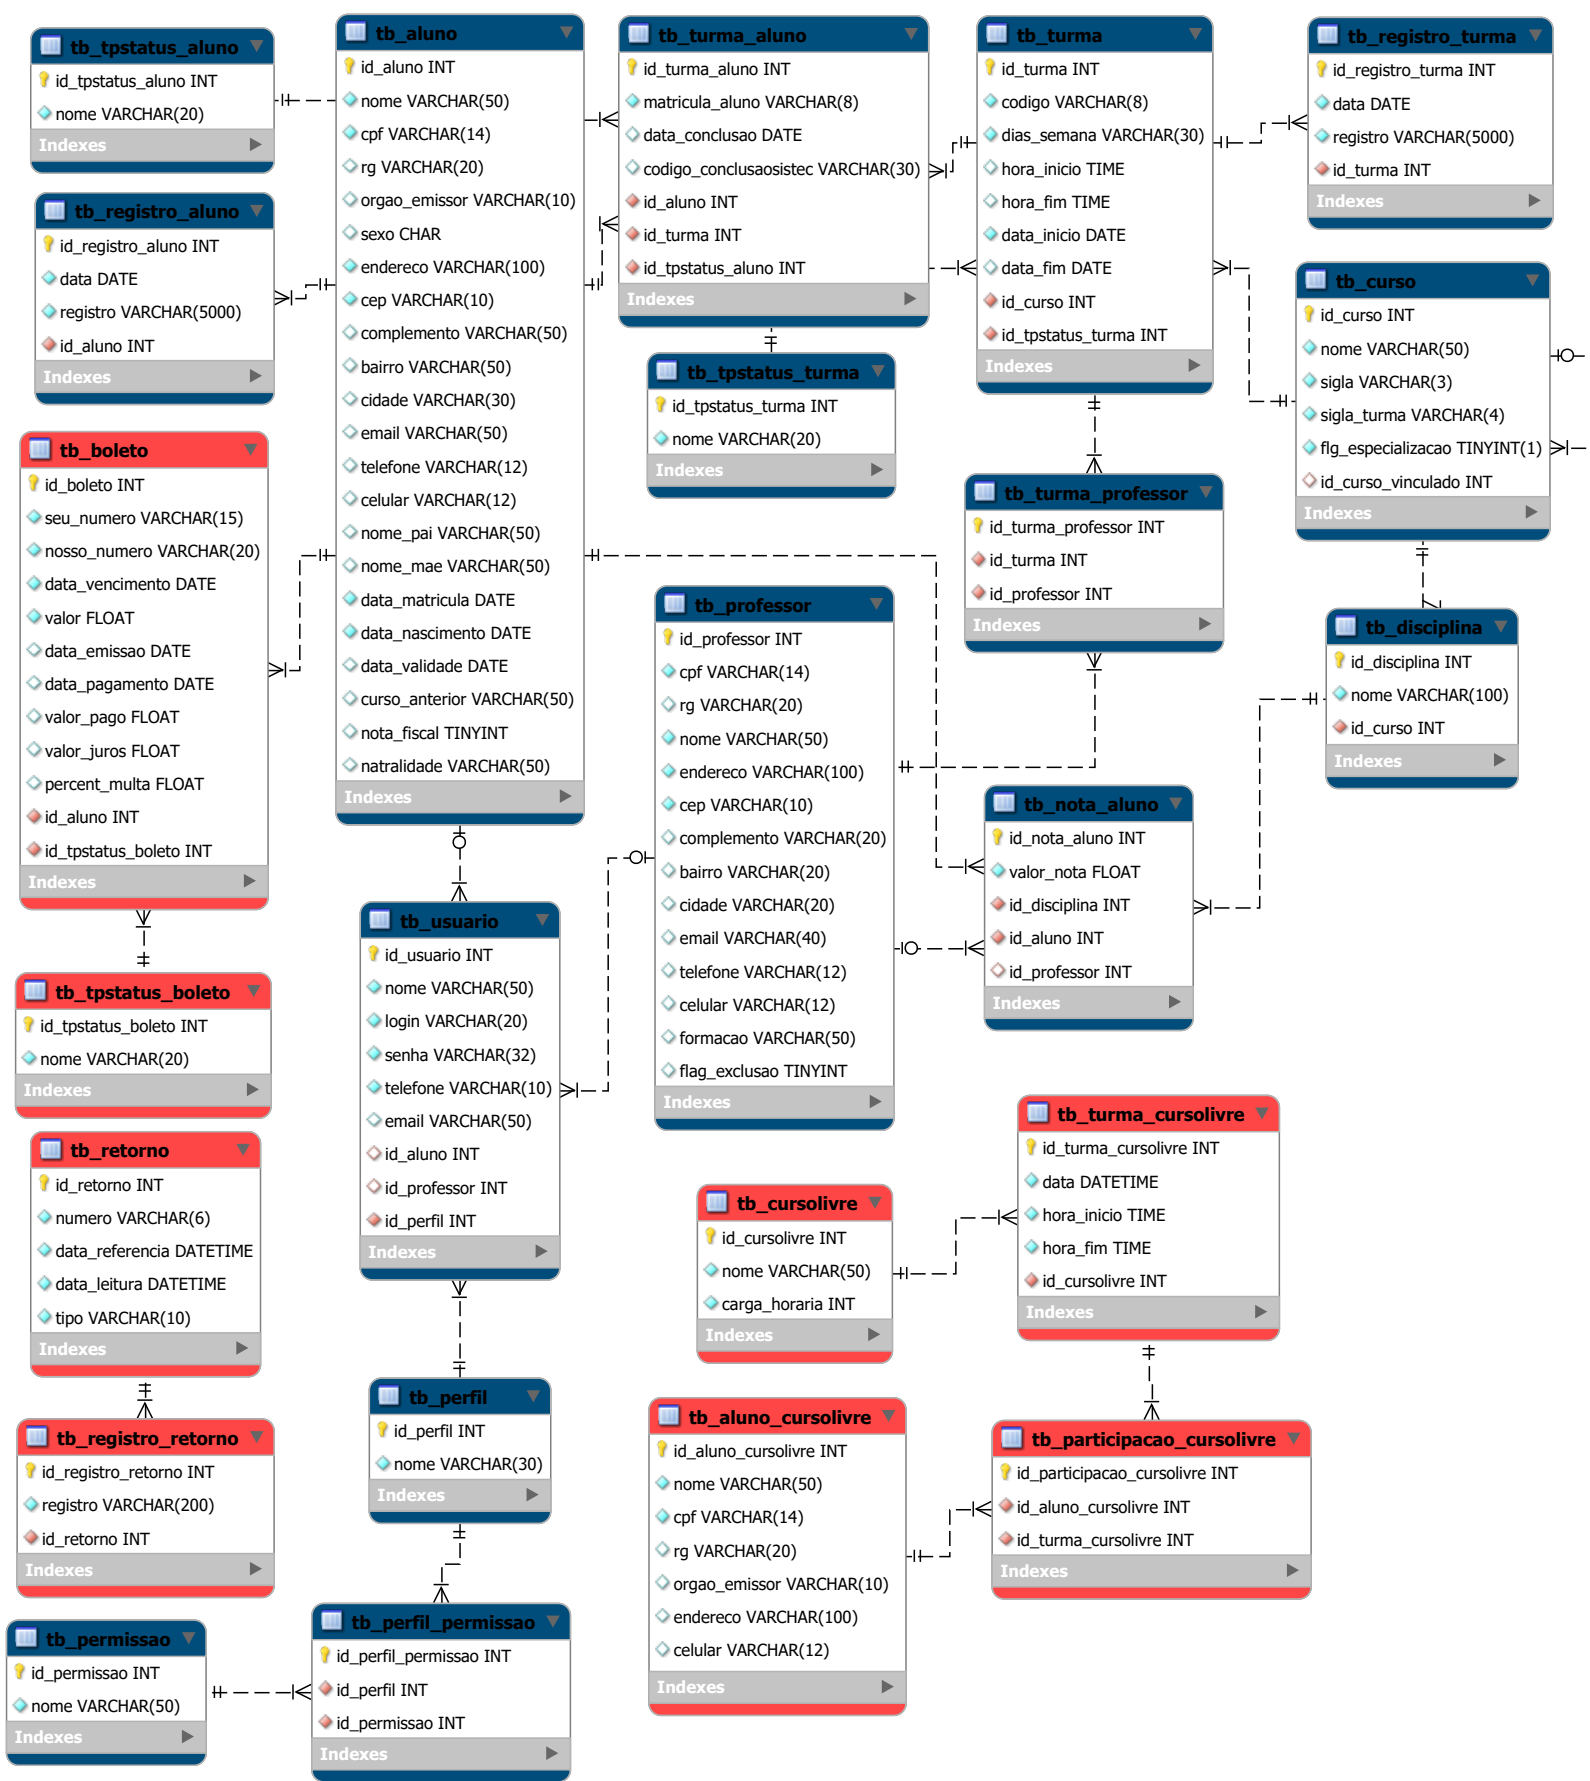 tb_tpstatus_aluno
id_tpstatus_aluno INT
nome VARCHAR(20)
Indexes
tb_aluno
id_aluno INT
nome VARCHAR(50)
cpf VARCHAR(14)
rg VARCHAR(20)
orgao_emissor VARCHAR(10)
sexo CHAR
endereco VARCHAR(100)
cep VARCHAR(10)
complemento VARCHAR(50)
bairro VARCHAR(50)
cidade VARCHAR(30)
email VARCHAR(50)
telefone VARCHAR(12)
celular VARCHAR(12)
nome_pai VARCHAR(50)
nome_mae VARCHAR(50)
data_matricula DATE
data_nascimento DATE
data_validade DATE
curso_anterior VARCHAR(50)
nota_fiscal TINYINT
natralidade VARCHAR(50)
Indexes
tb_turma_aluno
id_turma_aluno INT
matricula_aluno VARCHAR(8)
data_conclusao DATE
codigo_conclusaosistec VARCHAR(30)
id_aluno INT
id_turma INT
id_tpstatus_aluno INT
Indexes
tb_turma
id_turma INT
codigo VARCHAR(8)
dias_semana VARCHAR(30)
hora_inicio TIME
hora_fim TIME
data_inicio DATE
data_fim DATE
id_curso INT
id_tpstatus_turma INT
Indexes
tb_registro_turma
id_registro_turma INT
data DATE
registro VARCHAR(5000)
id_turma INT
Indexes
tb_registro_aluno
id_registro_aluno INT
data DATE
registro VARCHAR(5000)
id_aluno INT
Indexes
tb_curso
id_curso INT
nome VARCHAR(50)
sigla VARCHAR(3)
sigla_turma VARCHAR(4)
flg_especializacao TINYINT(1)
id_curso_vinculado INT
Indexes
tb_tpstatus_turma
id_tpstatus_turma INT
nome VARCHAR(20)
Indexes
tb_boleto
id_boleto INT
seu_numero VARCHAR(15)
nosso_numero VARCHAR(20)
data_vencimento DATE
valor FLOAT
data_emissao DATE
data_pagamento DATE
valor_pago FLOAT
valor_juros FLOAT
percent_multa FLOAT
id_aluno INT
id_tpstatus_boleto INT
Indexes
tb_turma_professor
id_turma_professor INT
id_turma INT
id_professor INT
Indexes
tb_professor
id_professor INT
cpf VARCHAR(14)
rg VARCHAR(20)
nome VARCHAR(50)
endereco VARCHAR(100)
cep VARCHAR(10)
complemento VARCHAR(20)
bairro VARCHAR(20)
cidade VARCHAR(20)
email VARCHAR(40)
telefone VARCHAR(12)
celular VARCHAR(12)
formacao VARCHAR(50)
flag_exclusao TINYINT
Indexes
tb_disciplina
id_disciplina INT
nome VARCHAR(100)
id_curso INT
Indexes
tb_nota_aluno
id_nota_aluno INT
valor_nota FLOAT
id_disciplina INT
id_aluno INT
id_professor INT
Indexes
tb_usuario
id_usuario INT
nome VARCHAR(50)
login VARCHAR(20)
senha VARCHAR(32)
telefone VARCHAR(10)
email VARCHAR(50)
id_aluno INT
id_professor INT
id_perfil INT
Indexes
tb_tpstatus_boleto
id_tpstatus_boleto INT
nome VARCHAR(20)
Indexes
tb_retorno
id_retorno INT
numero VARCHAR(6)
data_referencia DATETIME
data_leitura DATETIME
tipo VARCHAR(10)
Indexes
tb_turma_cursolivre
id_turma_cursolivre INT
data DATETIME
hora_inicio TIME
hora_fim TIME
id_cursolivre INT
Indexes
tb_cursolivre
id_cursolivre INT
nome VARCHAR(50)
carga_horaria INT
Indexes
tb_perfil
id_perfil INT
nome VARCHAR(30)
Indexes
tb_aluno_cursolivre
id_aluno_cursolivre INT
nome VARCHAR(50)
cpf VARCHAR(14)
rg VARCHAR(20)
orgao_emissor VARCHAR(10)
endereco VARCHAR(100)
celular VARCHAR(12)
Indexes
tb_registro_retorno
id_registro_retorno INT
registro VARCHAR(200)
id_retorno INT
Indexes
tb_participacao_cursolivre
id_participacao_cursolivre INT
id_aluno_cursolivre INT
id_turma_cursolivre INT
Indexes
tb_permissao
id_permissao INT
nome VARCHAR(50)
Indexes
tb_perfil_permissao
id_perfil_permissao INT
id_perfil INT
id_permissao INT
Indexes